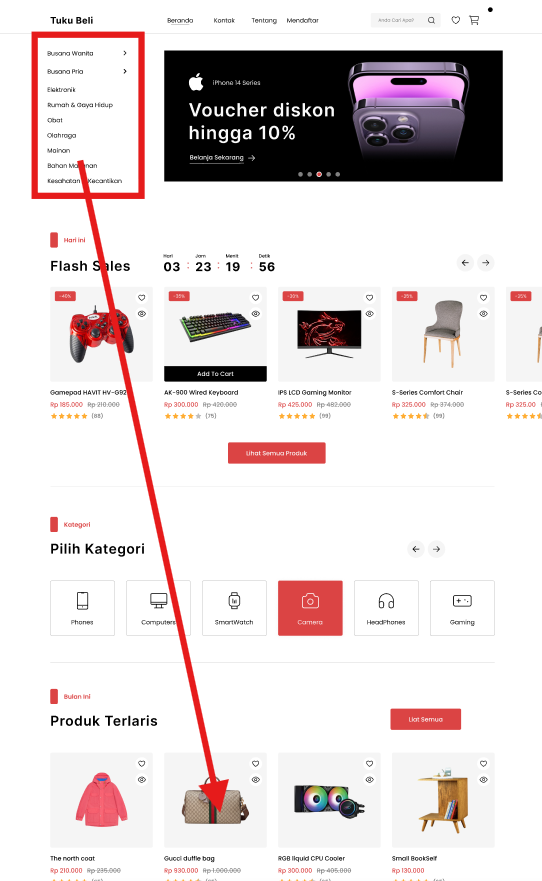 Tuku Beli
Beranda Kontak Tentang Mendaftar
Anda Cari Apa?
Busana Wanita
Busana Pria
Elektronik
Rumah & Gaya Hidup
Obat
Olahraga
Mainan
Bahan Ma nan
Kesahatan Kecantikan
iPhone 14 Series
Voucher diskon
hingga 10%
Belanja Sekarang
Hari ini
Flash Sales
Hari Jam Menit Detik
03 : 23 : 19 : 56
-40% -35% -30% -25% -25%
Add To Cart
Gamepad HAVIT HV-G92 AK-900 Wired Keyboard IPS LCD Gaming Monitor S-Series Comfort Chair S-Series Co
Rp 185.000 Rp 210.000 Rp 300.000 Rp 420.000 Rp 425.000 Rp 482.000 Rp 325.000 Rp 374.900 Rp 325.00
(88) (75) (99) (99)
Lihat Semua Produk
Kategori
Pilih Kategori
Phones Computers SmartWatch Camera HeadPhones Gaming
Bulan Ini
Produk Terlaris
Liat Semua
The north coat Gucci duffle bag RGB liquid CPU Cooler Small BookSelf
Rp 210.000 Rp 235,000 Rp 930.000 Rp 1,000,000 Rp 300.000 Rp 405,000 Rp 130.000